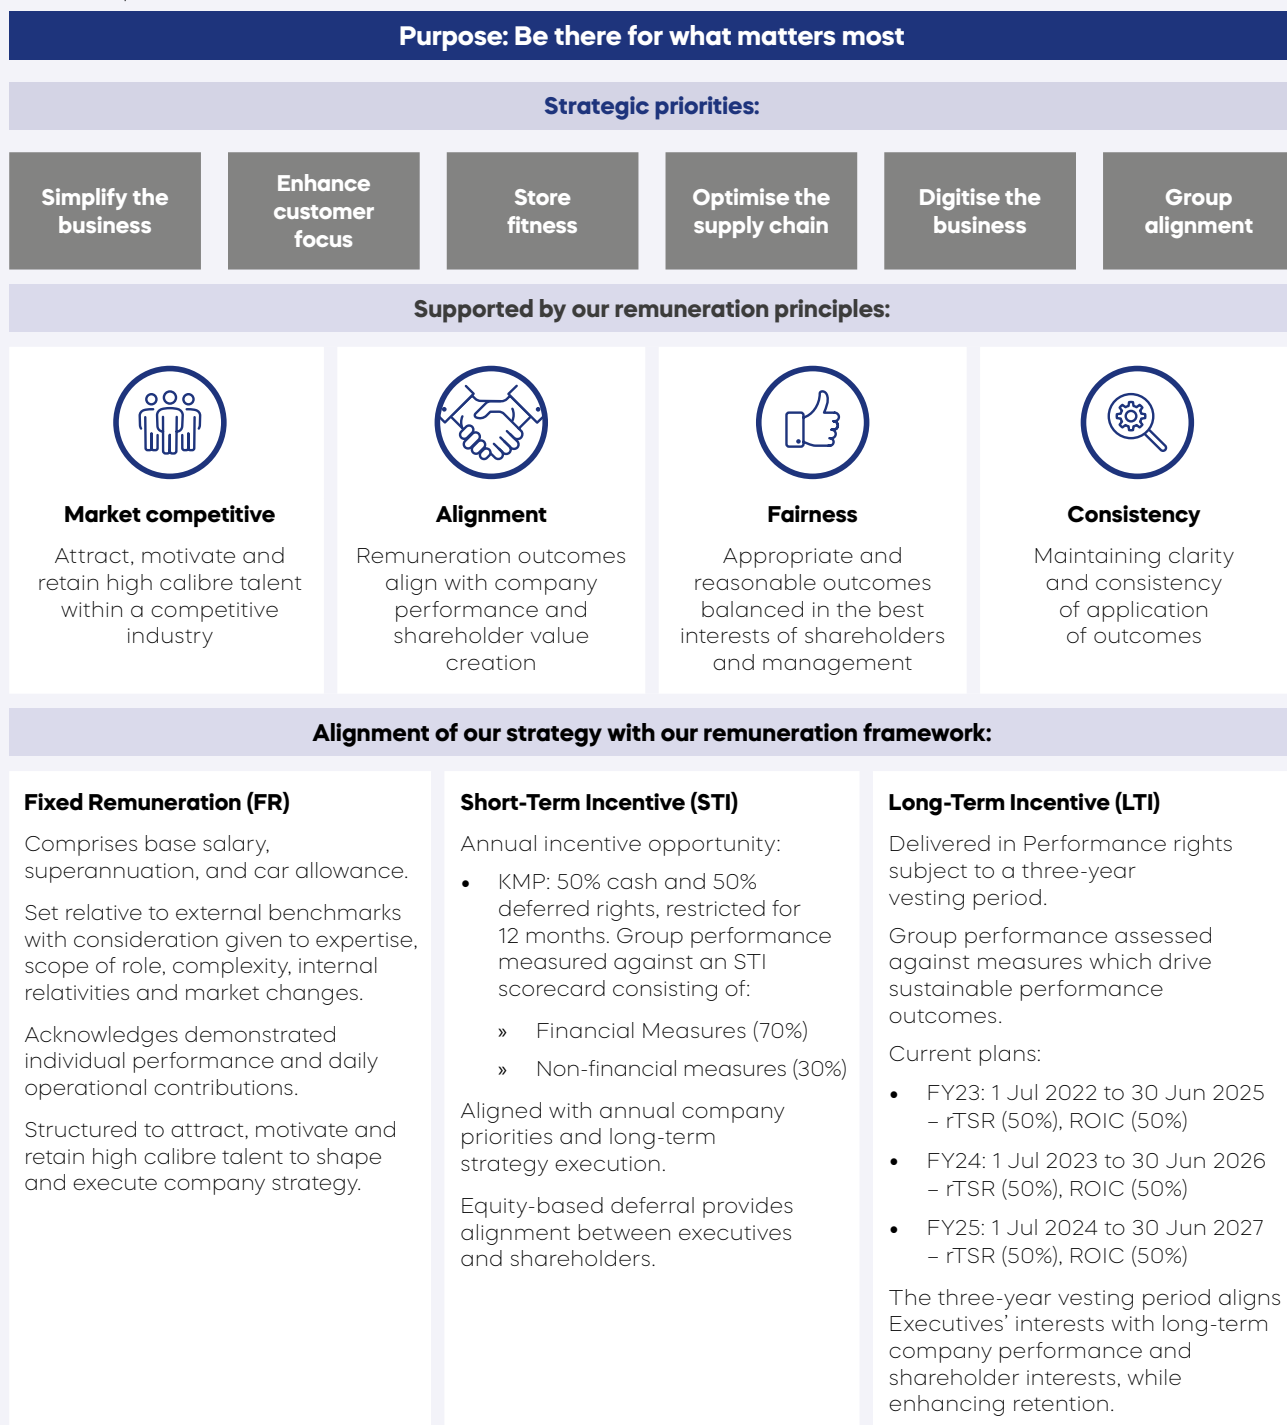 Purpose: Be there for what matters most
Strategic priorities:
Simplify the
business
Enhance
customer
focus
Store
fitness
Optimise the
supply chain
Digitise the
business
Group
alignment
Supported by our remuneration principles:
Market competitive
Attract, motivate and
retain high calibre talent
within a competitive
industry
Alignment
Remuneration outcomes
align with company
performance and
shareholder value
creation
Fairness
Appropriate and
reasonable outcomes
balanced in the best
interests of shareholders
and management
Consistency
Maintaining clarity
and consistency
of application
of outcomes
Alignment of our strategy with our remuneration framework:
Fixed Remuneration (FR)
Comprises base salary,
superannuation, and car allowance.
Set relative to external benchmarks
with consideration given to expertise,
scope of role, complexity, internal
relativities and market changes.
Acknowledges demonstrated
individual performance and daily
operational contributions.
Structured to attract, motivate and
retain high calibre talent to shape
and execute company strategy.
Short-Term Incentive (STI)
Annual incentive opportunity:
• KMP: 50% cash and 50%
deferred rights, restricted for
12 months. Group performance
measured against an STI
scorecard consisting of:
» Financial Measures (70%)
» Non-financial measures (30%)
Aligned with annual company
priorities and long-term
strategy execution.
Equity-based deferral provides
alignment between executives
and shareholders.
Long-Term Incentive (LTI)
Delivered in Performance rights
subject to a three-year
vesting period.
Group performance assessed
against measures which drive
sustainable performance
outcomes.
Current plans:
• FY23: 1 Jul 2022 to 30 Jun 2025
– rTSR (50%), ROIC (50%)
• FY24: 1 Jul 2023 to 30 Jun 2026
– rTSR (50%), ROIC (50%)
• FY25: 1 Jul 2024 to 30 Jun 2027
– rTSR (50%), ROIC (50%)
The three-year vesting period aligns
Executives’ interests with long-term
company performance and
shareholder interests, while
enhancing retention.